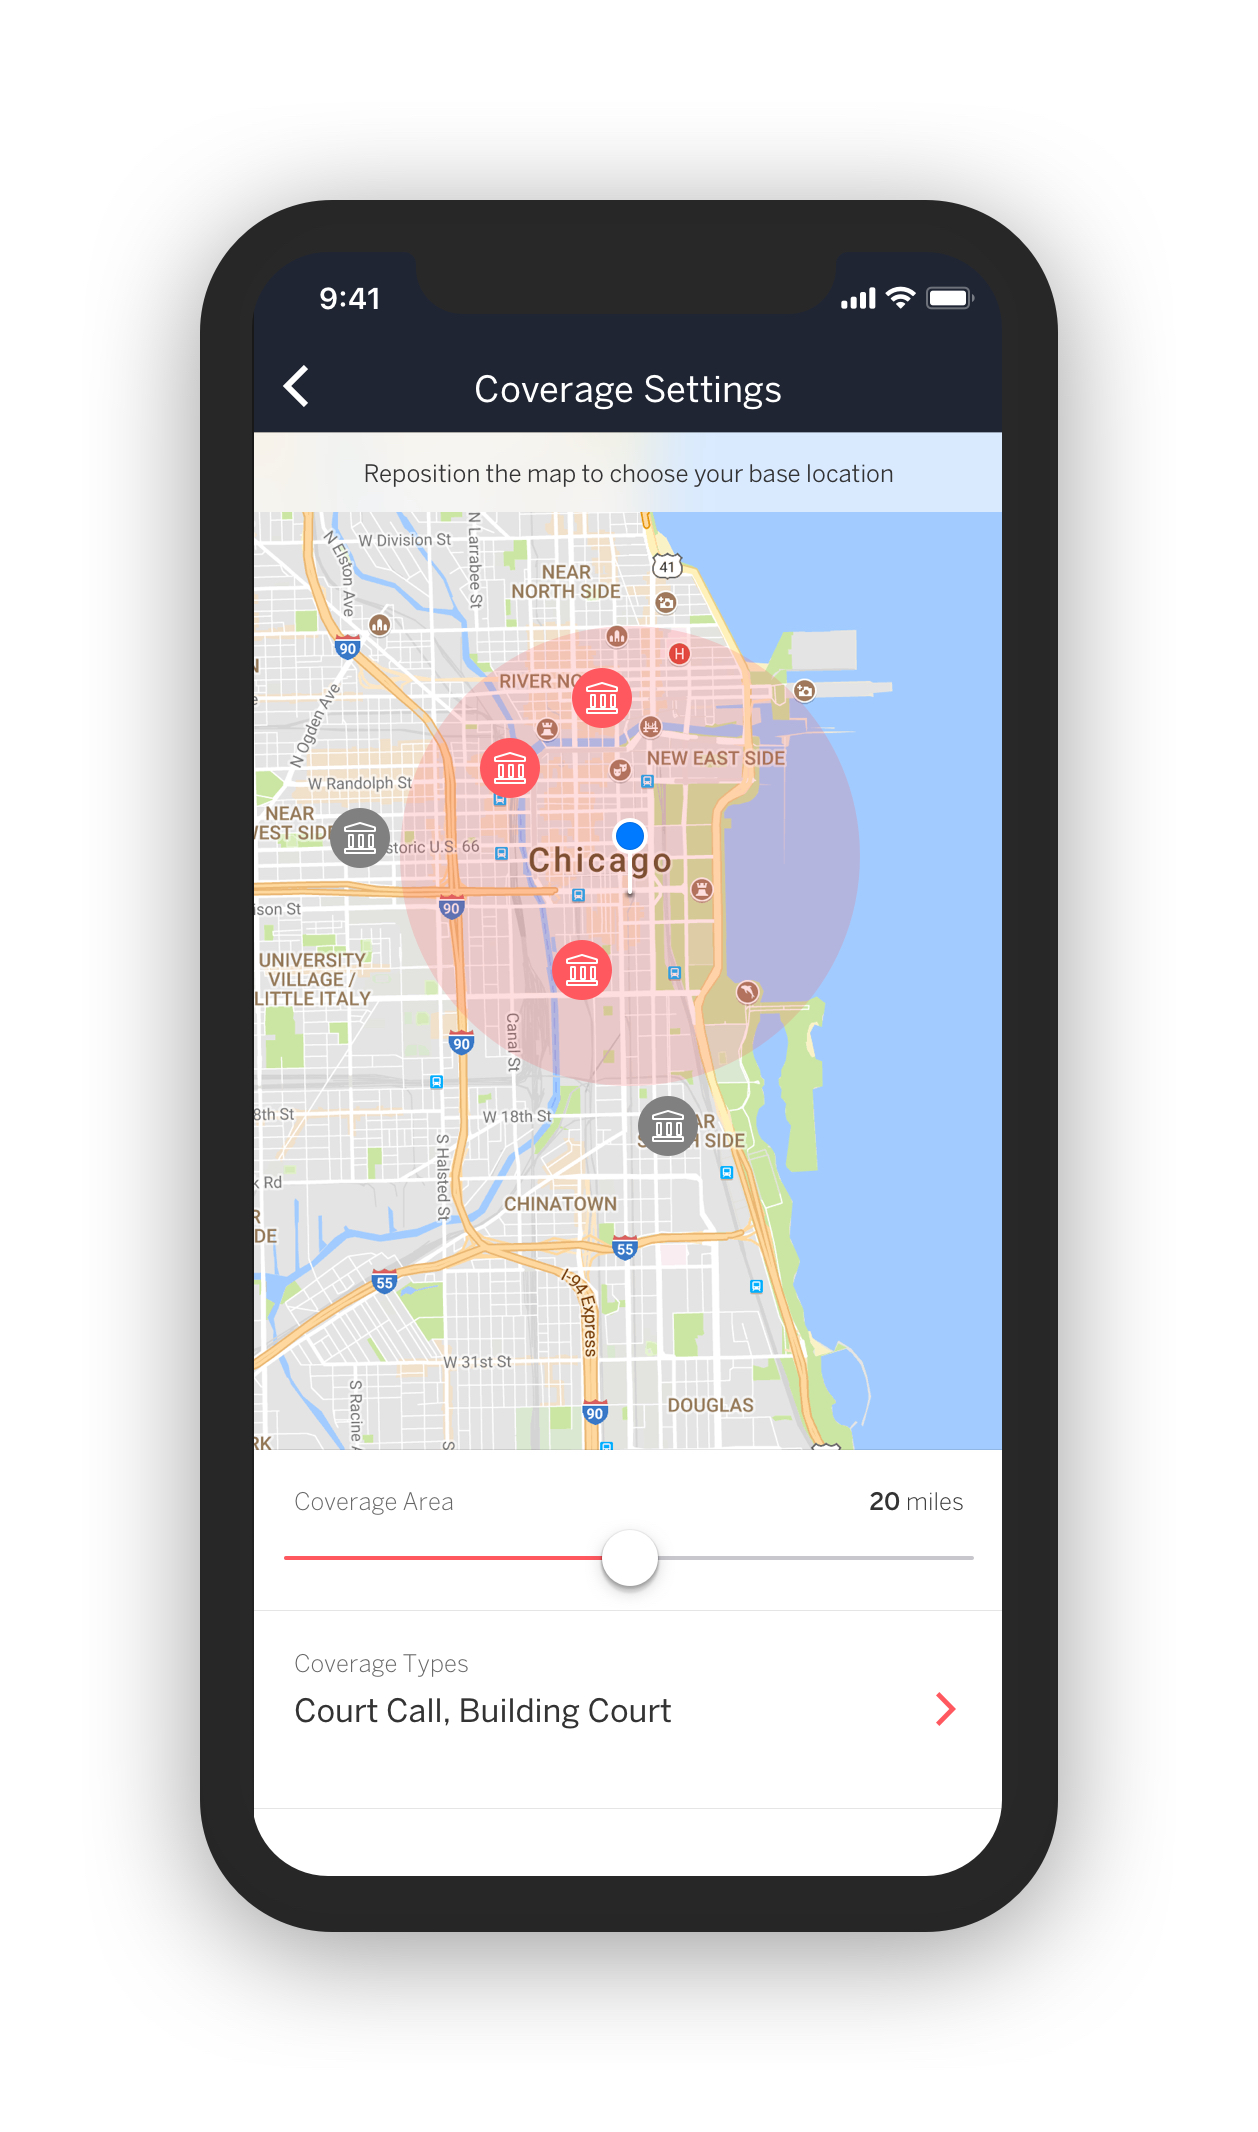 9:41
Coverage Settings
Reposition the map to choose your base location
N Elston Ave
W Division St
N Larrabee St
41
NEAR
NORTH SIDE
90
H
RIVER NO
N Ogden Ave
NEW EAST SIDE
W Randolph St
NEAR
WEST SIDE
storic U.S. 66
Chicago
90
ison St
UNIVERSITY
VILLAGE /
LITTLE ITALY
Canal St
90
8th St
W 18th St
AR
S H SIDE
S Halsted St
k Rd
CHINATOWN
R
DE
55
55
I-94 Express
W 31st St
S Racine A
DOUGLAS
90
RK
S
Coverage Area
20 miles
Coverage Types
Court Call, Building Court